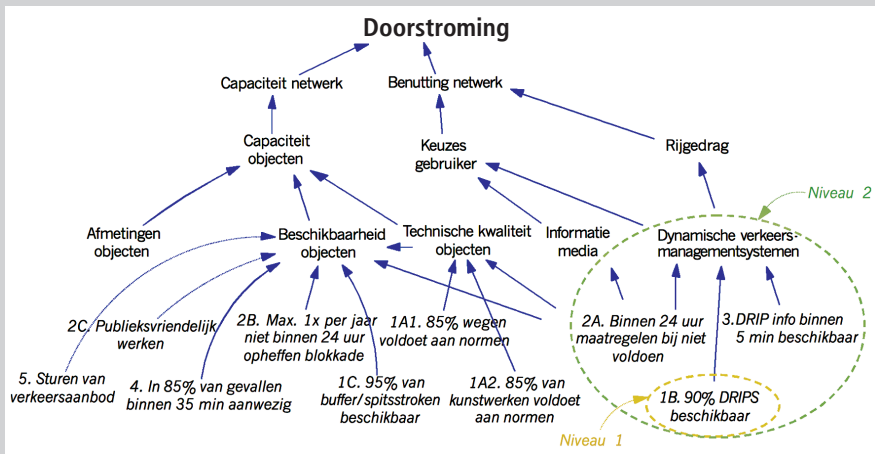 Doorstroming
Capaciteit netwerk
Benutting netwerk
Capaciteit
objecten
Keuzes
gebruiker
Rijgedrag
Niveau 2
Afmetingen
objecten
Beschikbaarheid
objecten
Technische kwaliteit
objecten
Informatie
media
Dynamische verkeers-
managementsystemen
2C. Publieksvriendelijk
werken
2B. Max. 1x per jaar
niet binnen 24 uur
opheffen blokkade
1A1. 85% wegen
voldoet aan normen
2A. Binnen 24 uur
maatregelen bij niet
voldoen
3.DRIP info binnen
5 min beschikbaar
5. Sturen van
verkeersaanbod
4. In 85% van gevallen
binnen 35 min aanwezig
1C. 95% van
buffer/spitsstroken
beschikbaar
1A2. 85% van
kunstwerken voldoet
aan normen
1B. 90% DRIPS
beschikbaar
Niveau 1